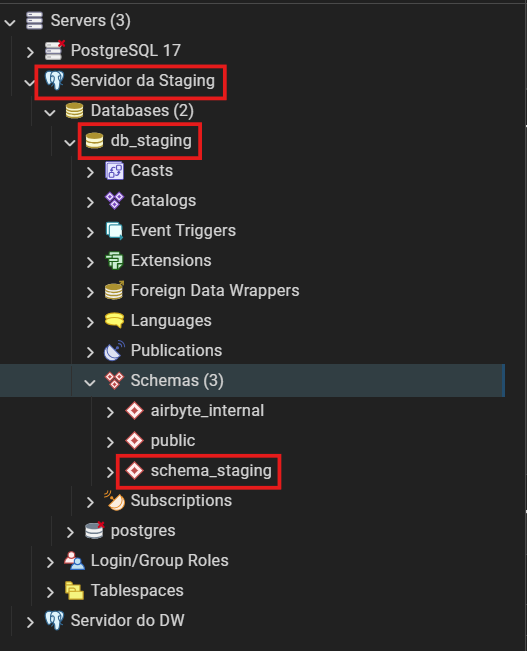 Servers (3)
PostgreSQL 17
Servidor da Staging
Databases (2)
db_staging
Casts
Catalogs
Event Triggers
Extensions
Foreign Data Wrappers
Languages
Publications
Schemas (3)
airbyte_internal
public
schema_staging
Subscriptions
postgres
Login/Group Roles
Tablespaces
Servidor do DW